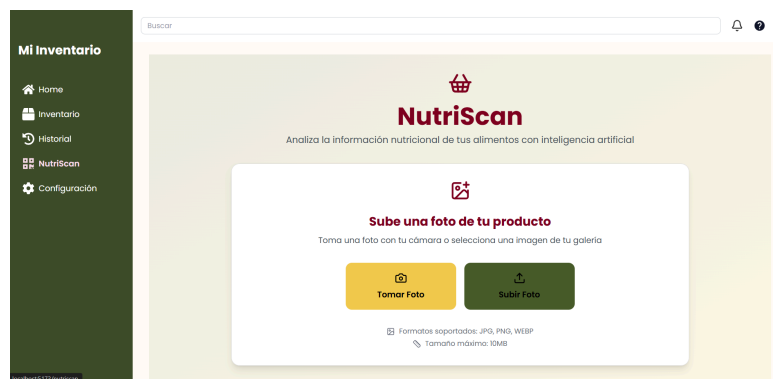 Mi Inventario
Home
Inventario
Historial
NutriScan
Configuración
Buscar
NutriScan
Analiza la información nutricional de tus alimentos con inteligencia artificial
Sube una foto de tu producto
Toma una foto con tu cámara o selecciona una imagen de tu galería
Tomar Foto
Subir Foto
Formatos soportados: JPG, PNG, WEBP
Tamaño máximo: 10MB